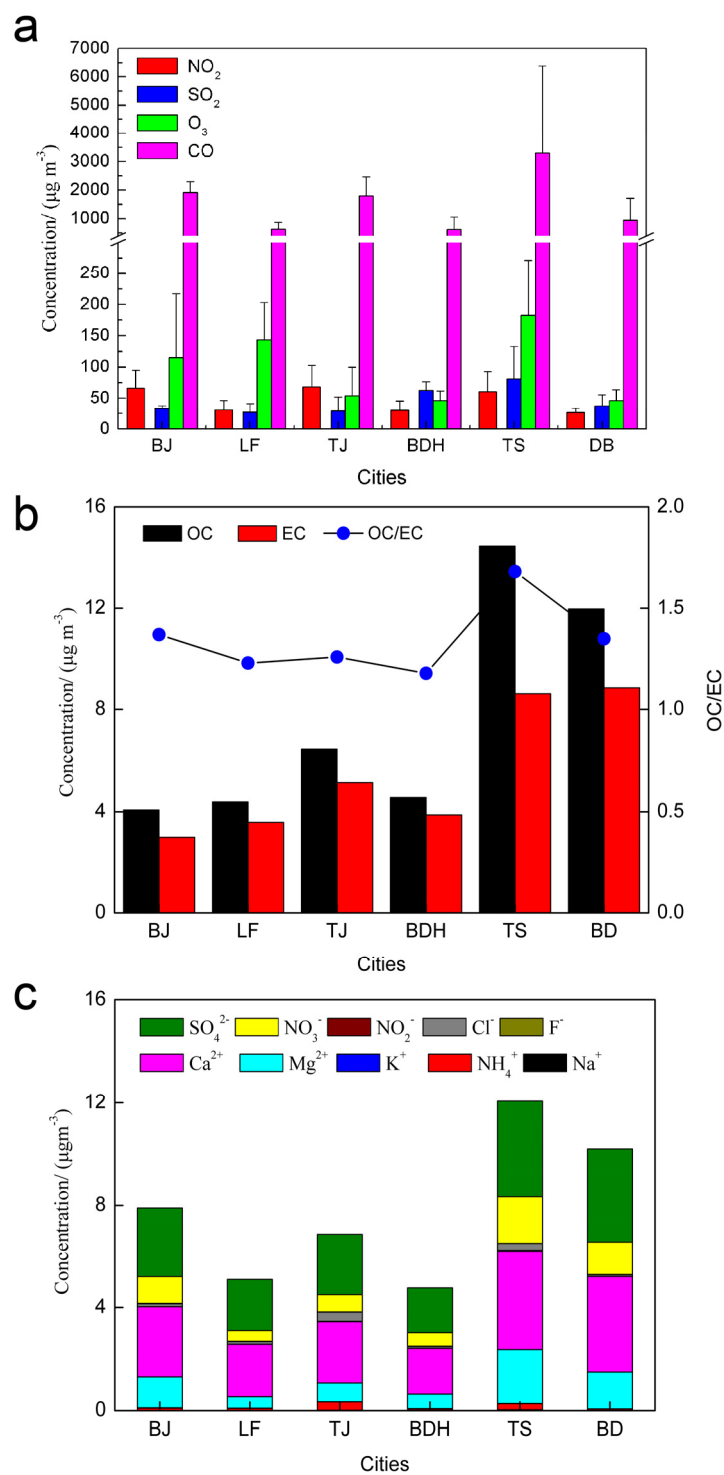 a
7000
6000
5000
4000
3000
2000
1000
250
200
150
100
50
0
Concentration/ (μg m⁻³)
NO₂
SO₂
O₃
CO
BJ LF TJ BDH TS DB
Cities
b
16
12
8
4
0
Concentration/ (μg m⁻³)
OC EC OC/EC
2.0
1.5
1.0
0.5
0.0
OC/EC
BJ LF TJ BDH TS BD
Cities
c
16
12
8
4
0
Concentration/ (μgm⁻³)
SO₄²⁻ NO₃⁻ NO₂⁻ Cl⁻ F⁻
Ca²⁺ Mg²⁺ K⁺ NH₄⁺ Na⁺
BJ LF TJ BDH TS BD
Cities